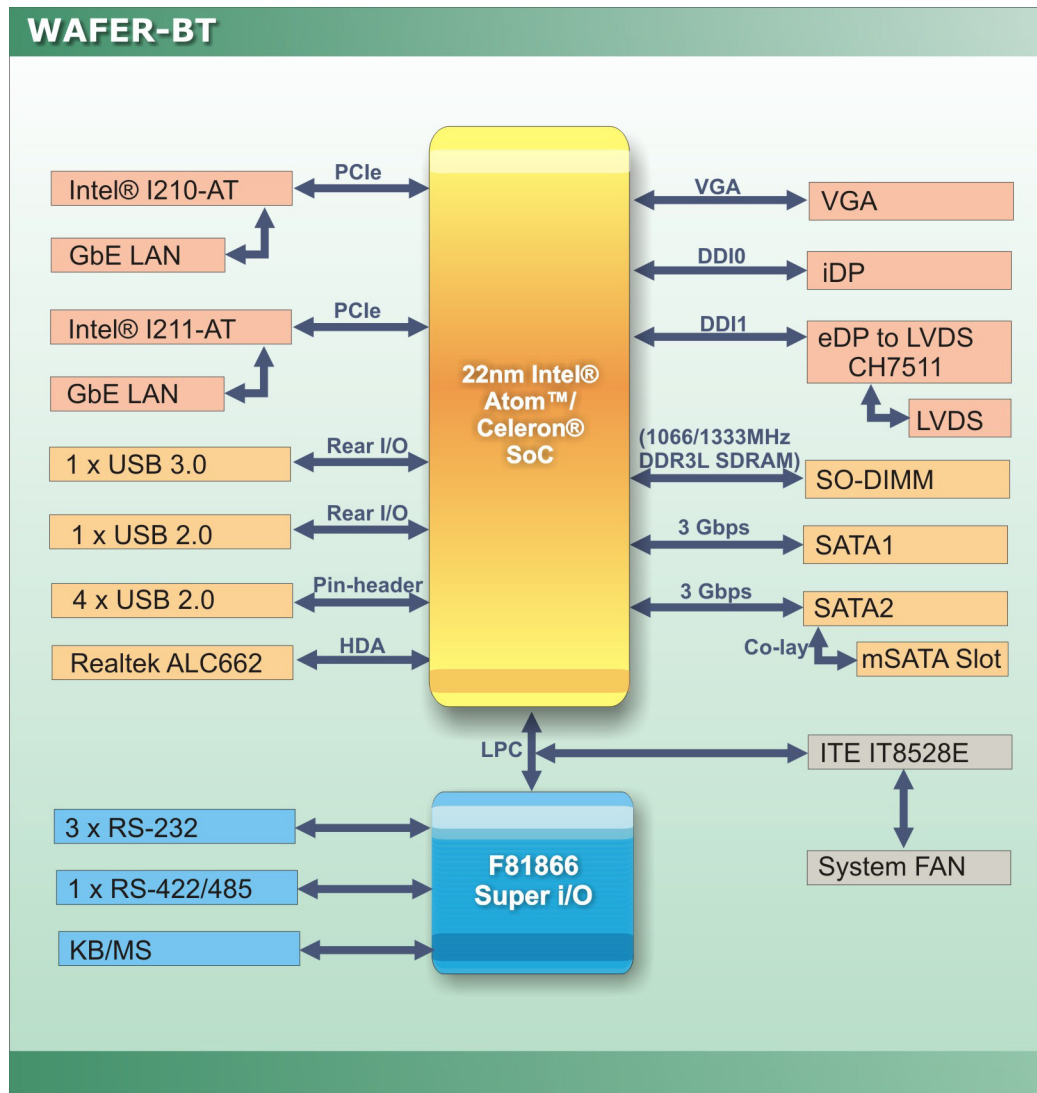 WAFER-BT
Intel® I210-AT
PCIe
GbE LAN
Intel® I211-AT
PCIe
GbE LAN
1 x USB 3.0
Rear I/O
1 x USB 2.0
Rear I/O
4 x USB 2.0
Pin-header
Realtek ALC662
HDA
22nm Intel®
Atom™/
Celeron®
SoC
VGA
VGA
DDI0
iDP
DDI1
eDP to LVDS
CH7511
LVDS
(1066/1333MHz
DDR3L SDRAM)
SO-DIMM
3 Gbps
SATA1
3 Gbps
SATA2
Co-lay
mSATA Slot
LPC
ITE IT8528E
System FAN
3 x RS-232
1 x RS-422/485
KB/MS
F81866
Super i/O